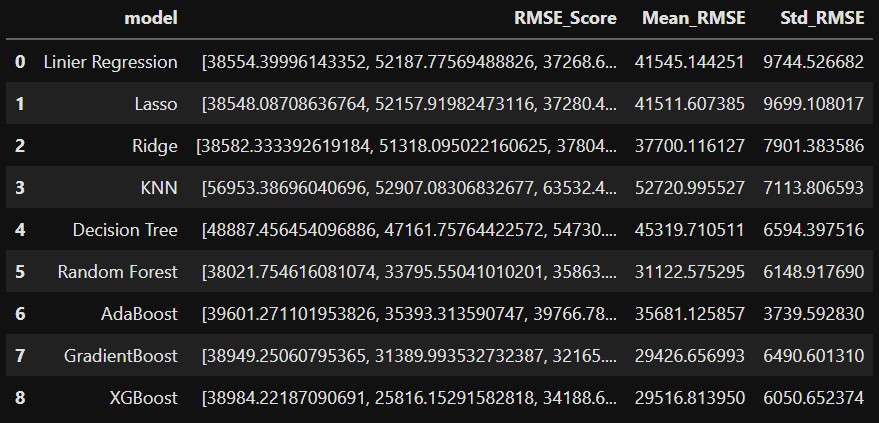 model RMSE_Score Mean_RMSE Std_RMSE
0 Linier Regression [38554.39996143352, 52187.77569488826, 37268.6... 41545.144251 9744.526682
1 Lasso [38548.08708636764, 52157.91982473116, 37280.4... 41511.607385 9699.108017
2 Ridge [38582.333392619184, 51318.095022160625, 37804... 37700.116127 7901.383586
3 KNN [56953.38696040696, 52907.08306832677, 63532.4... 52720.995527 7113.806593
4 Decision Tree [48887.456454096886, 47161.75764422572, 54730.... 45319.710511 6594.397516
5 Random Forest [38021.754616081074, 33795.55041010201, 35863.... 31122.575295 6148.917690
6 AdaBoost [39601.271101953826, 35393.313590747, 39766.78... 35681.125857 3739.592830
7 GradientBoost [38949.25060795365, 31389.993532732387, 32165.... 29426.656993 6490.601310
8 XGBoost [38984.22187090691, 25816.15291582818, 34188.6... 29516.813950 6050.652374